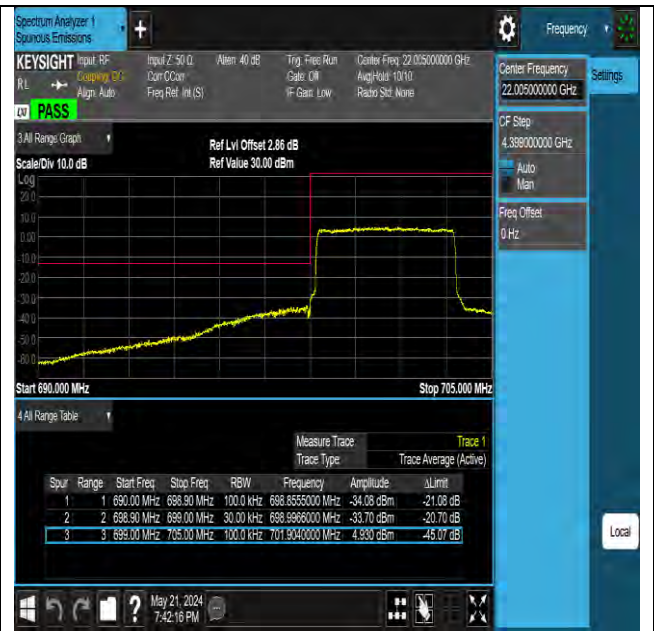 Spectrum Analyzer 1
Spurious Emissions
Frequency
KEYSIGHT Input: RF Input Z: 50 Ω Atten: 40 dB Trig: Free Run Center Freq: 22.005000000 GHz
RL Coupling: DC Corr CCorr Gate: Off Avg|Hold: 10/10
Align: Auto Freq Ref: Int (S) IF Gain: Low Radio Std: None
PASS
Center Frequency
22.005000000 GHz
Settings
CF Step
4.399000000 GHz
Auto
Man
Freq Offset
0 Hz
3 All Range Graph
Ref Lvl Offset 2.86 dB
Scale/Div 10.0 dB Ref Value 30.00 dBm
Log
20.0
10.0
0.00
-10.0
-20.0
-30.0
-40.0
-50.0
-60.0
Start 690.000 MHz Stop 705.000 MHz
4 All Range Table
Measure Trace Trace 1
Trace Type Trace Average (Active)
Spur Range Start Freq Stop Freq RBW Frequency Amplitude ΔLimit
1 1 690.00 MHz 698.90 MHz 100.0 kHz 698.8555000 MHz -34.08 dBm -21.08 dB
2 2 698.90 MHz 699.00 MHz 30.00 kHz 698.9966000 MHz -33.70 dBm -20.70 dB
3 3 699.00 MHz 705.00 MHz 100.0 kHz 701.9040000 MHz 4.930 dBm -45.07 dB
Local
? May 21, 2024
7:42:16 PM